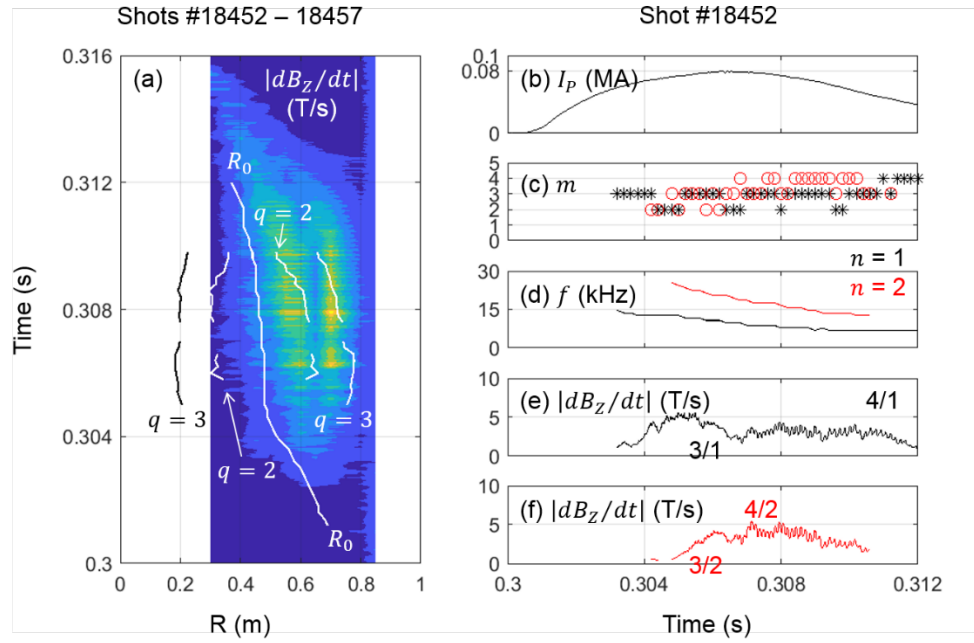 Shots #18452 – 18457
Shot #18452
(a)
|dB_Z/dt|
(T/s)
R_0
q = 2
q = 3
q = 3
q = 2
R_0
0.316
0.312
0.308
0.304
0.3
Time (s)
0 0.2 0.4 0.6 0.8 1
R (m)
(b) I_P (MA)
0.1
0.08
0
(c) m
5
4
3
2
1
0
n = 1
n = 2
(d) f (kHz)
30
15
0
(e) |dB_Z/dt| (T/s)
4/1
3/1
10
5
0
(f) |dB_Z/dt| (T/s)
4/2
3/2
10
5
0
0.3 0.304 0.308 0.312
Time (s)